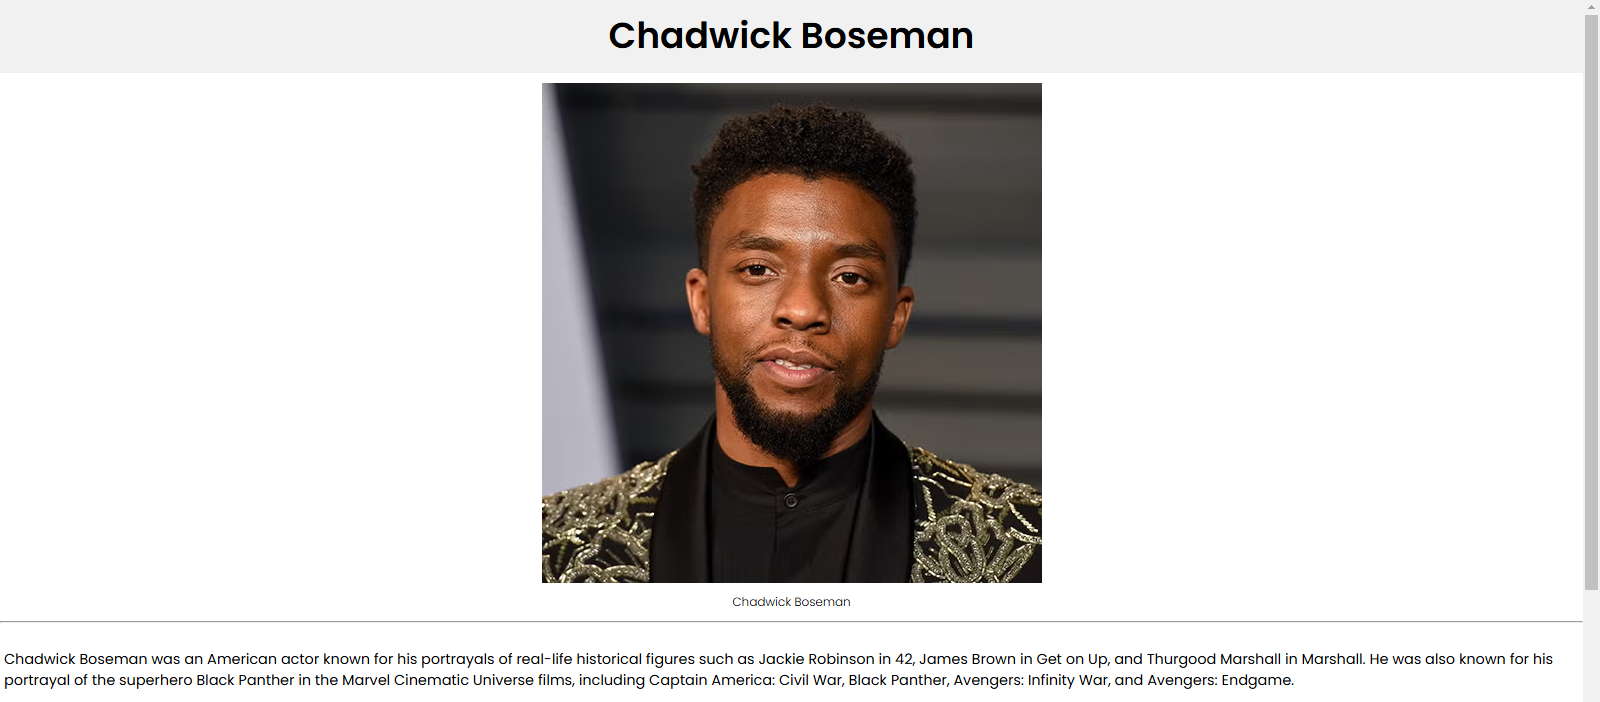 Chadwick Boseman
Chadwick Boseman
Chadwick Boseman was an American actor known for his portrayals of real-life historical figures such as Jackie Robinson in 42, James Brown in Get on Up, and Thurgood Marshall in Marshall. He was also known for his
portrayal of the superhero Black Panther in the Marvel Cinematic Universe films, including Captain America: Civil War, Black Panther, Avengers: Infinity War, and Avengers: Endgame.